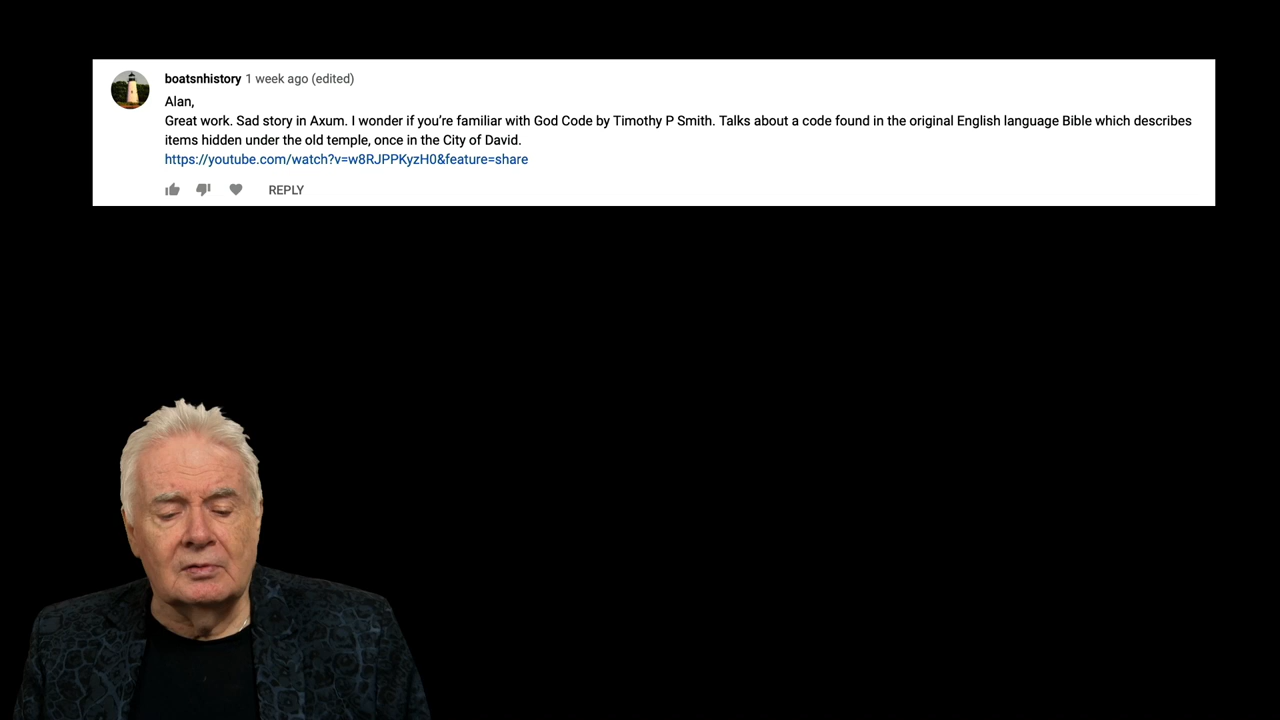 boatsnhistory 1 week ago (edited)
Alan,
Great work. Sad story in Axum. I wonder if you’re familiar with God Code by Timothy P Smith. Talks about a code found in the original English language Bible which describes
items hidden under the old temple, once in the City of David.
https://youtube.com/watch?v=w8RJPPKyzH0&feature=share
REPLY